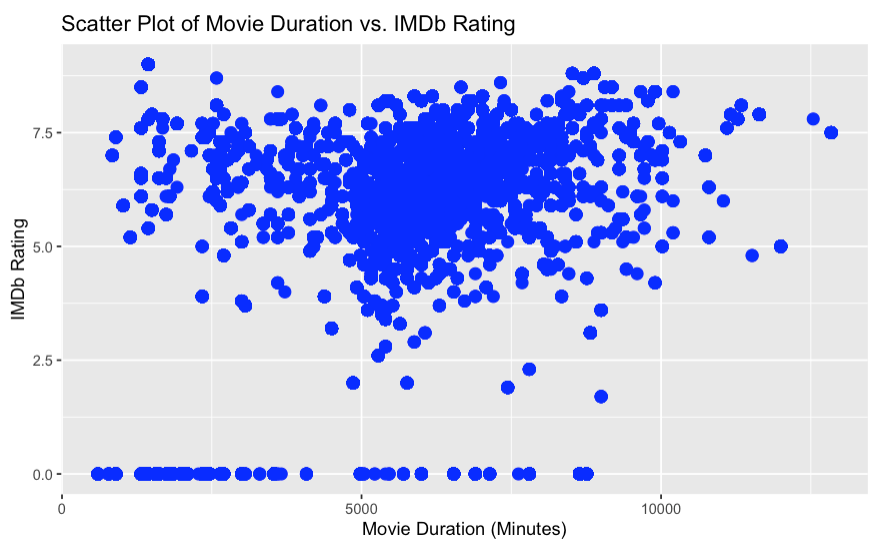 Scatter Plot of Movie Duration vs. IMDb Rating
7.5
5.0
2.5
0.0
IMDb Rating
0 5000 10000
Movie Duration (Minutes)